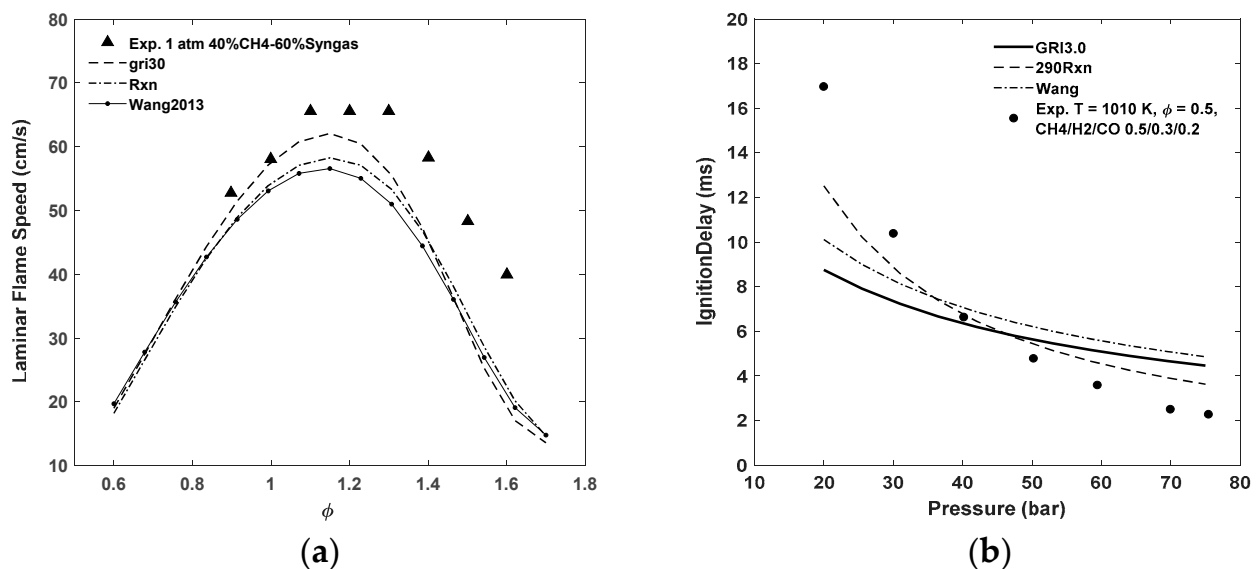 80
70
60
50
40
30
20
10
Laminar Flame Speed (cm/s)
Exp. 1 atm 40%CH4-60%Syngas
gri30
Rxn
Wang2013
0.6 0.8 1 1.2 1.4 1.6 1.8
ϕ
(a)
20
18
16
14
12
10
8
6
4
2
0
IgnitionDelay (ms)
GRI3.0
290Rxn
Wang
Exp. T = 1010 K, ϕ = 0.5,
CH4/H2/CO 0.5/0.3/0.2
10 20 30 40 50 60 70 80
Pressure (bar)
(b)